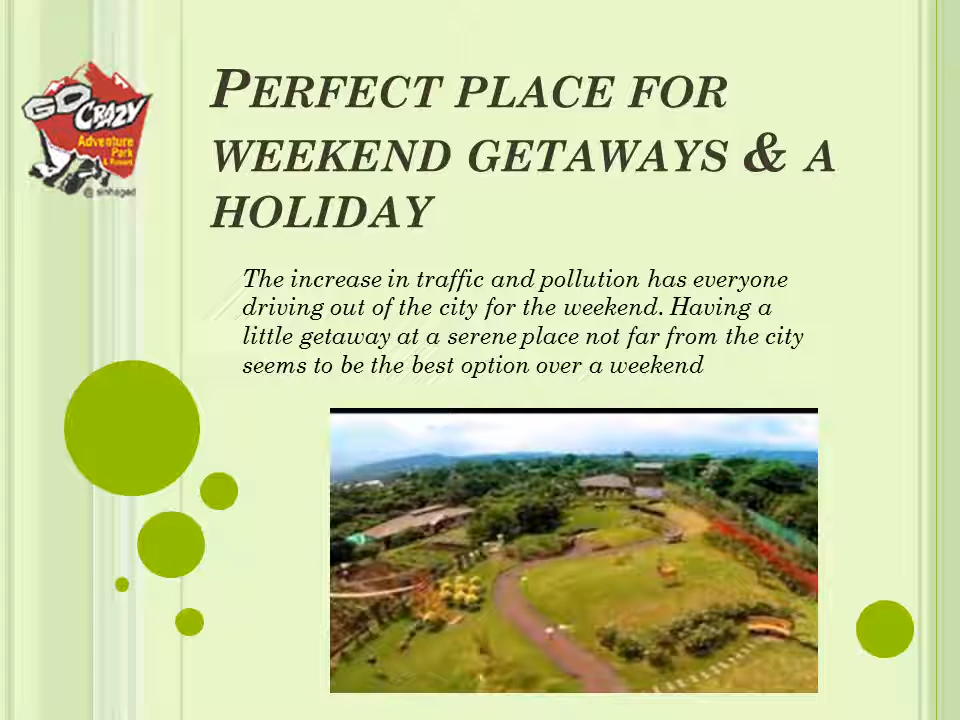 GO
CRAZY
Adventure
Park
& Resort
@ sinhagad
PERFECT PLACE FOR
WEEKEND GETAWAYS & A
HOLIDAY
The increase in traffic and pollution has everyone
driving out of the city for the weekend. Having a
little getaway at a serene place not far from the city
seems to be the best option over a weekend